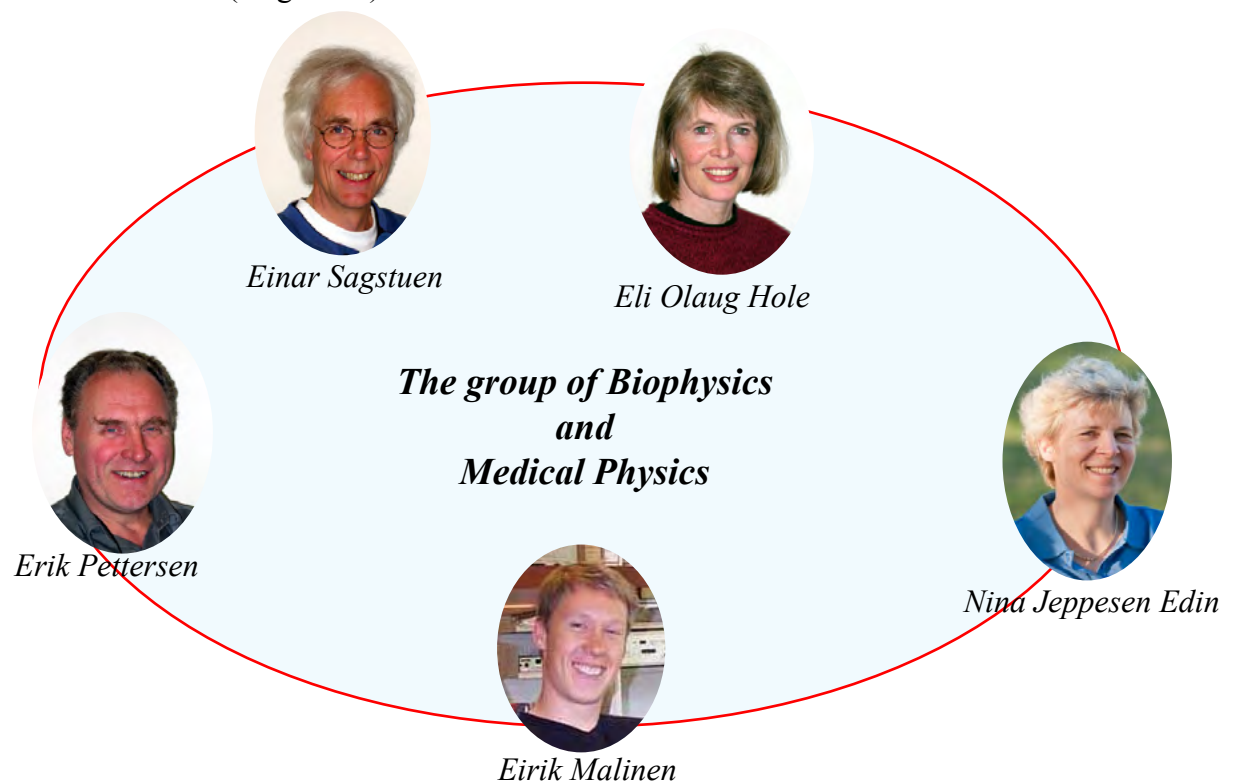 Einar Sagstuen
Eli Olaug Hole
The group of Biophysics
and
Medical Physics
Erik Pettersen
Nina Jeppesen Edin
Eirik Malinen